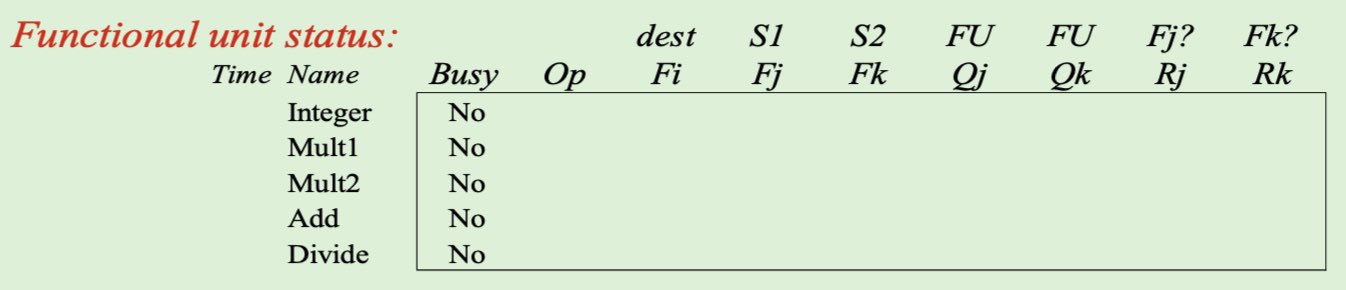 Functional unit status: dest S1 S2 FU FU Fj? Fk?
Time Name Busy Op Fi Fj Fk Qj Qk Rj Rk
Integer No
Mult1 No
Mult2 No
Add No
Divide No